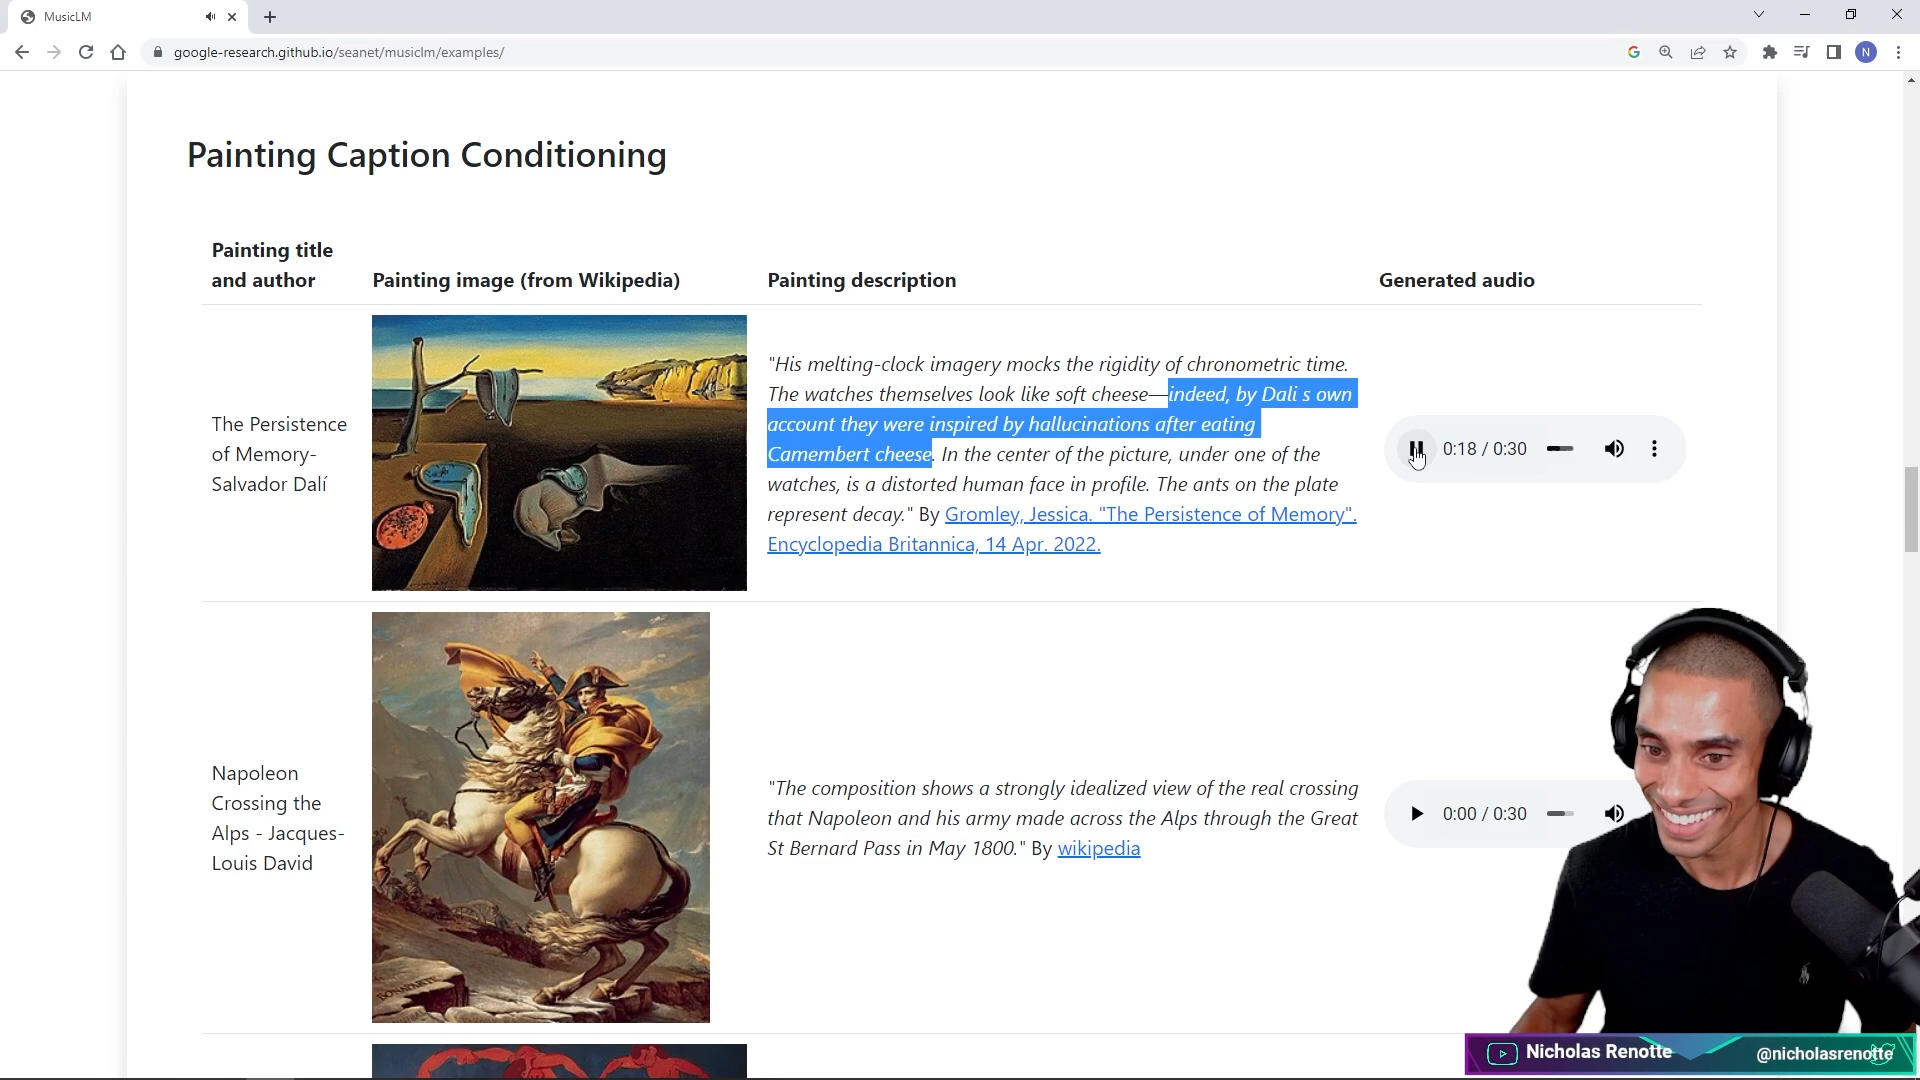 MusicLM
google-research.github.io/seanet/musiclm/examples/
N
Painting Caption Conditioning
Painting title
and author
Painting image (from Wikipedia)
Painting description
Generated audio
The Persistence
of Memory-
Salvador Dalí
"His melting-clock imagery mocks the rigidity of chronometric time.
The watches themselves look like soft cheese—indeed, by Dali s own
account they were inspired by hallucinations after eating
Camembert cheese. In the center of the picture, under one of the
watches, is a distorted human face in profile. The ants on the plate
represent decay." By Gromley, Jessica. "The Persistence of Memory".
Encyclopedia Britannica, 14 Apr. 2022.
0:18 / 0:30
Napoleon
Crossing the
Alps - Jacques-
Louis David
"The composition shows a strongly idealized view of the real crossing
that Napoleon and his army made across the Alps through the Great
St Bernard Pass in May 1800." By wikipedia
0:00 / 0:30
BONAPARTE
Nicholas Renotte
@nicholasrenotte